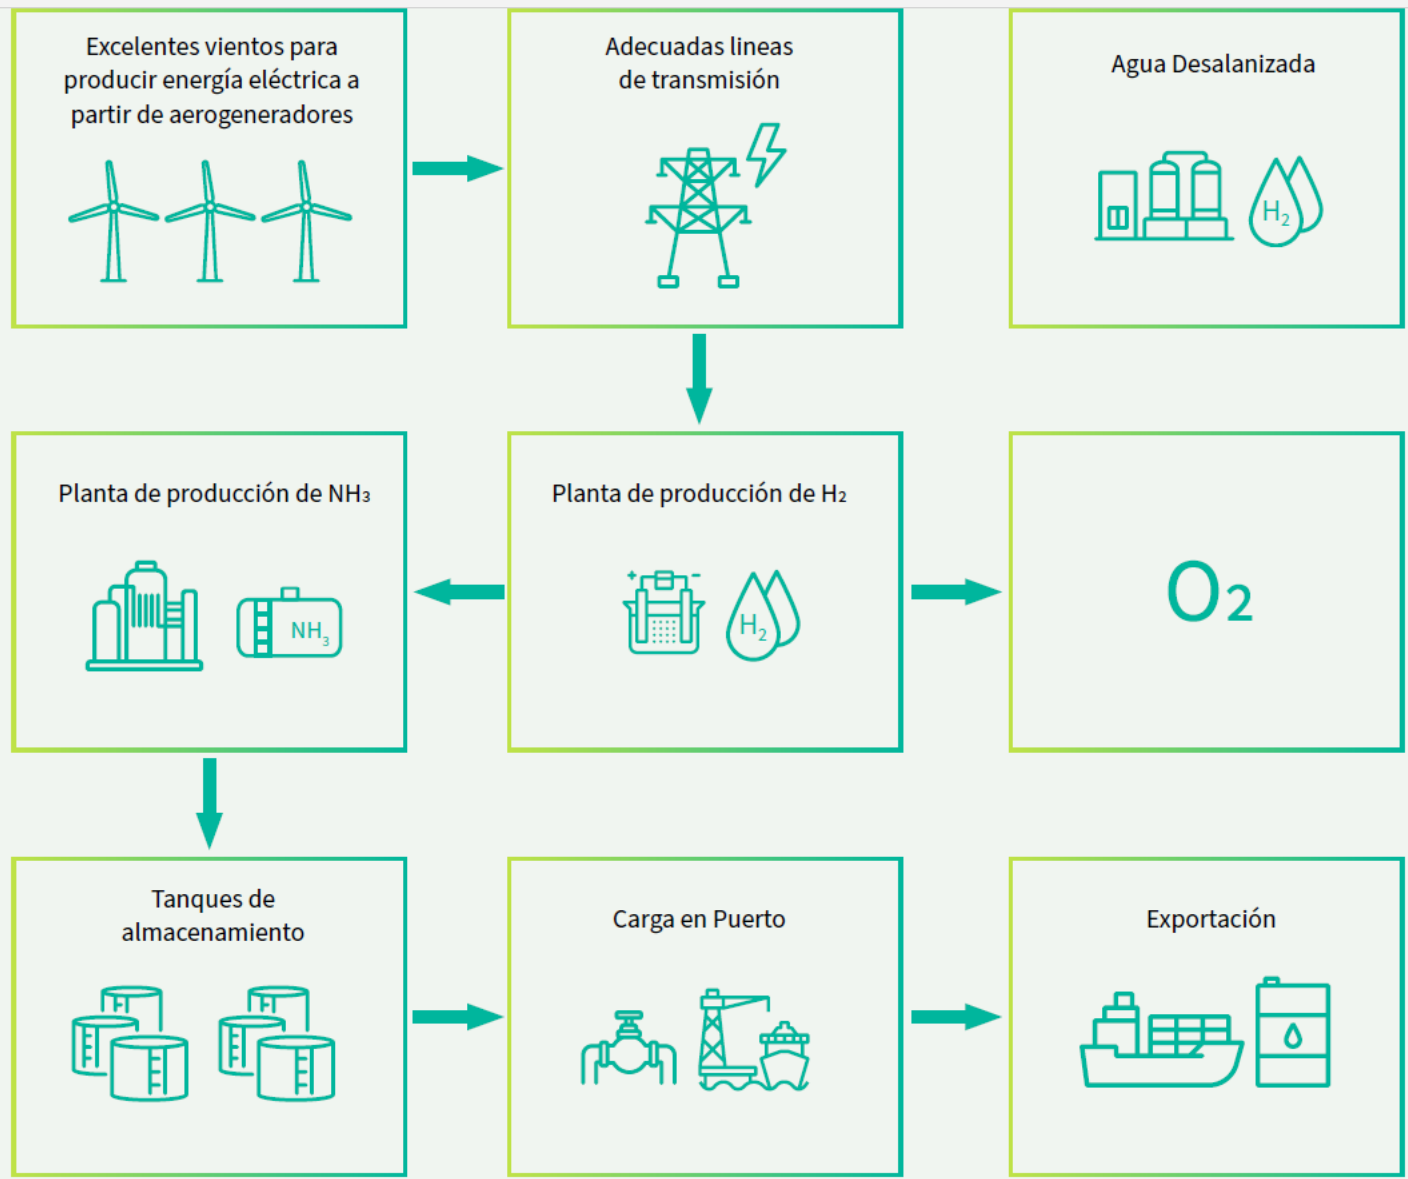 Excelentes vientos para
producir energía eléctrica a
partir de aerogeneradores
Adecuadas lineas
de transmisión
Agua Desalanizada
H₂
Planta de producción de NH₃
NH₃
Planta de producción de H₂
+ −
H₂
O₂
Tanques de
almacenamiento
Carga en Puerto
Exportación